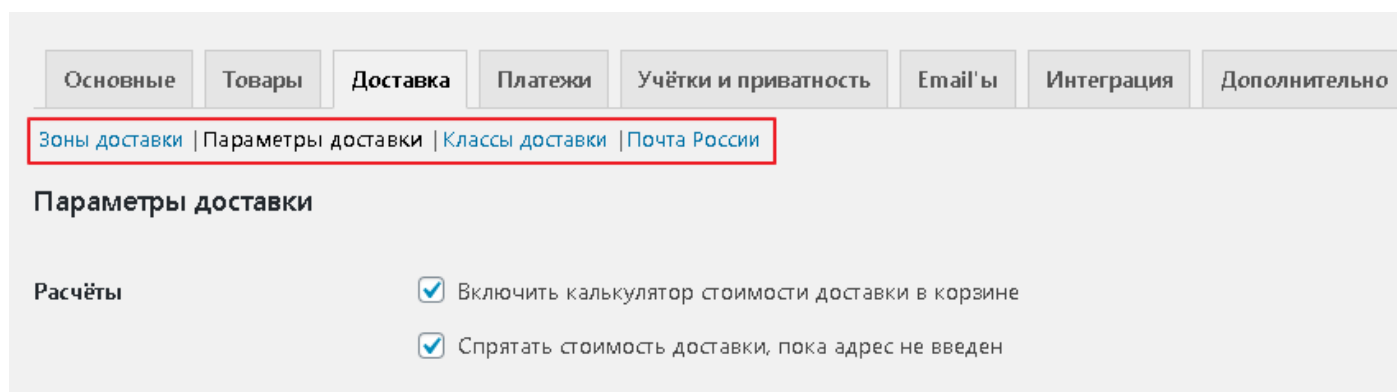 Основные Товары Доставка Платежи Учётки и приватность Email'ы Интеграция Дополнительно
Зоны доставки | Параметры доставки | Классы доставки | Почта России
Параметры доставки
Расчёты Включить калькулятор стоимости доставки в корзине
Спрятать стоимость доставки, пока адрес не введен